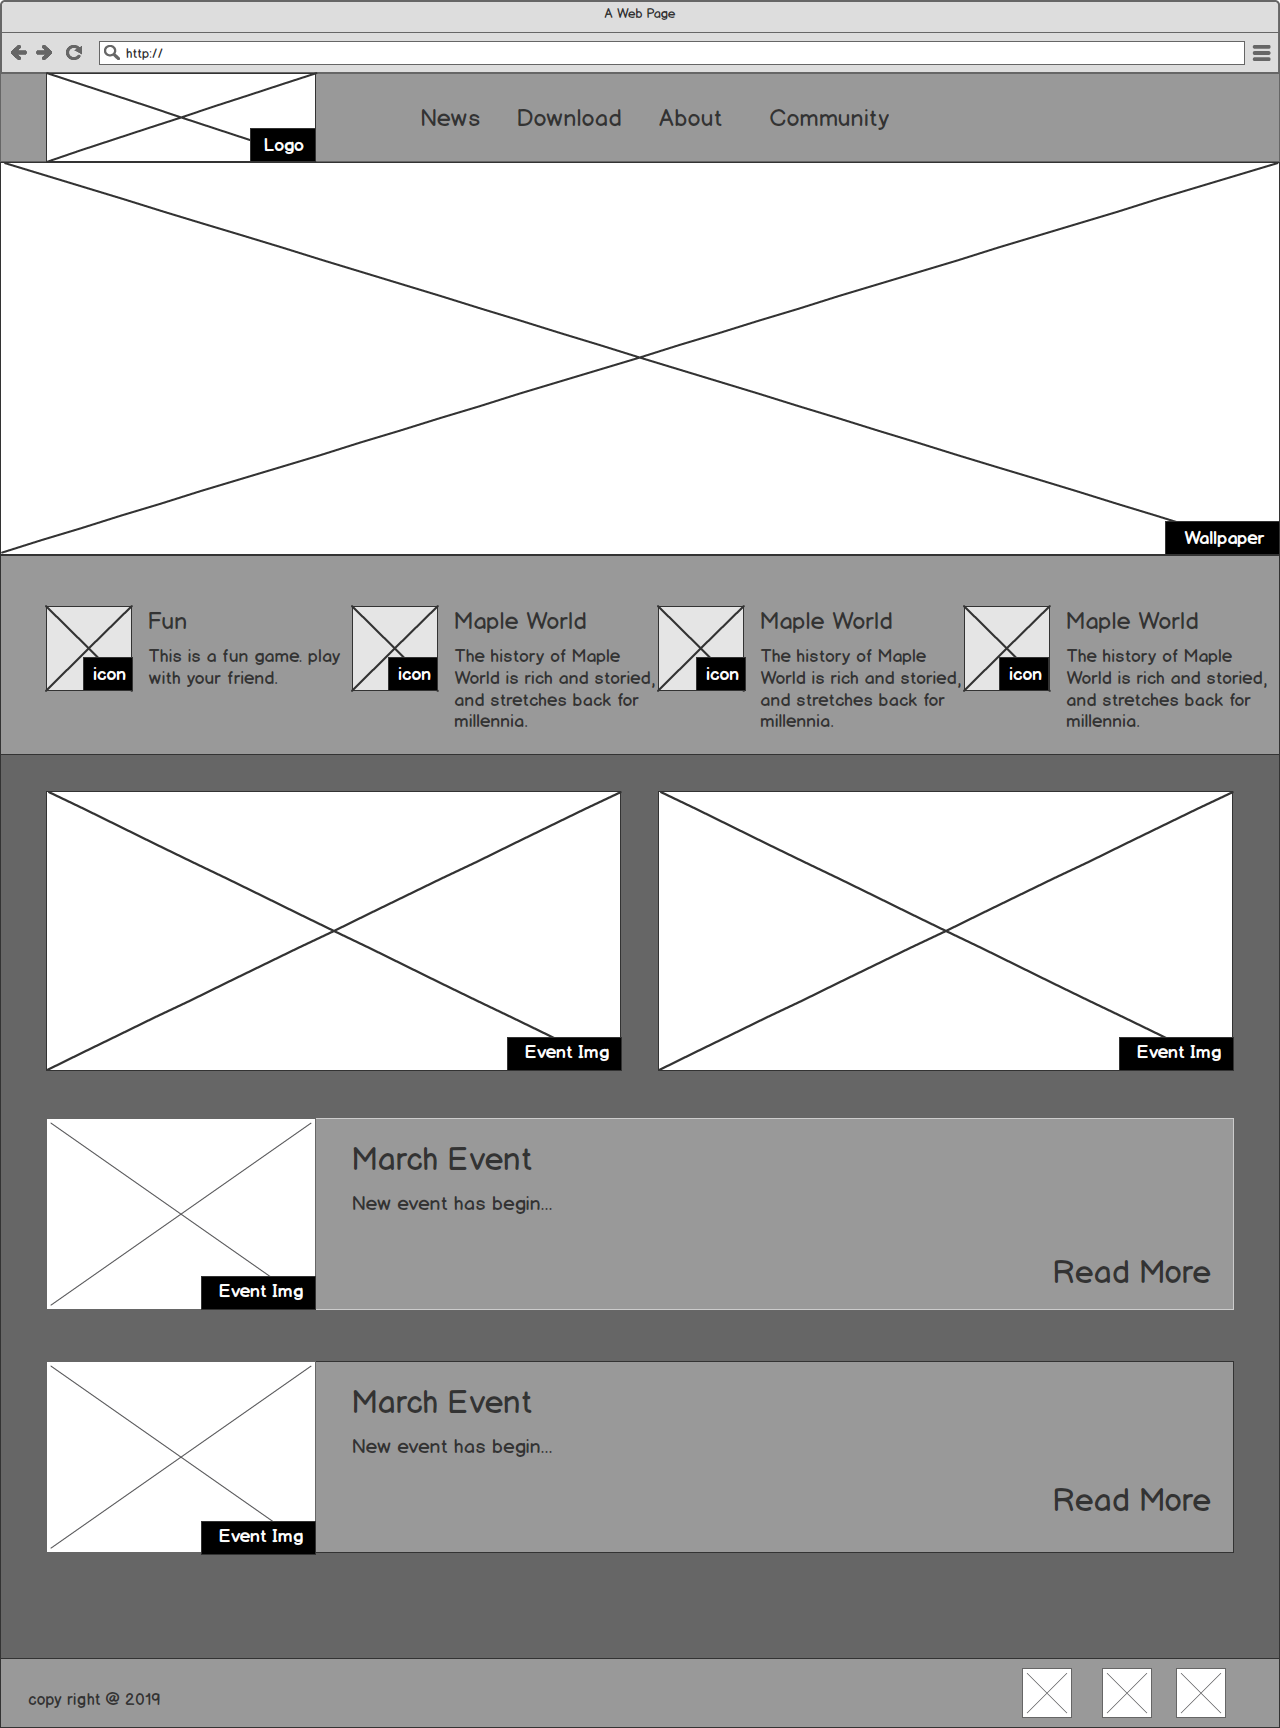 A Web Page
http://
News Download About Community
Logo
Wallpaper
Fun
This is a fun game. play
with your friend.
icon
Maple World
The history of Maple
World is rich and storied,
and stretches back for
millennia.
icon
Maple World
The history of Maple
World is rich and storied,
and stretches back for
millennia.
icon
Maple World
The history of Maple
World is rich and storied,
and stretches back for
millennia.
icon
Event Img
Event Img
March Event
New event has begin...
Read More
Event Img
March Event
New event has begin...
Read More
Event Img
copy right @ 2019